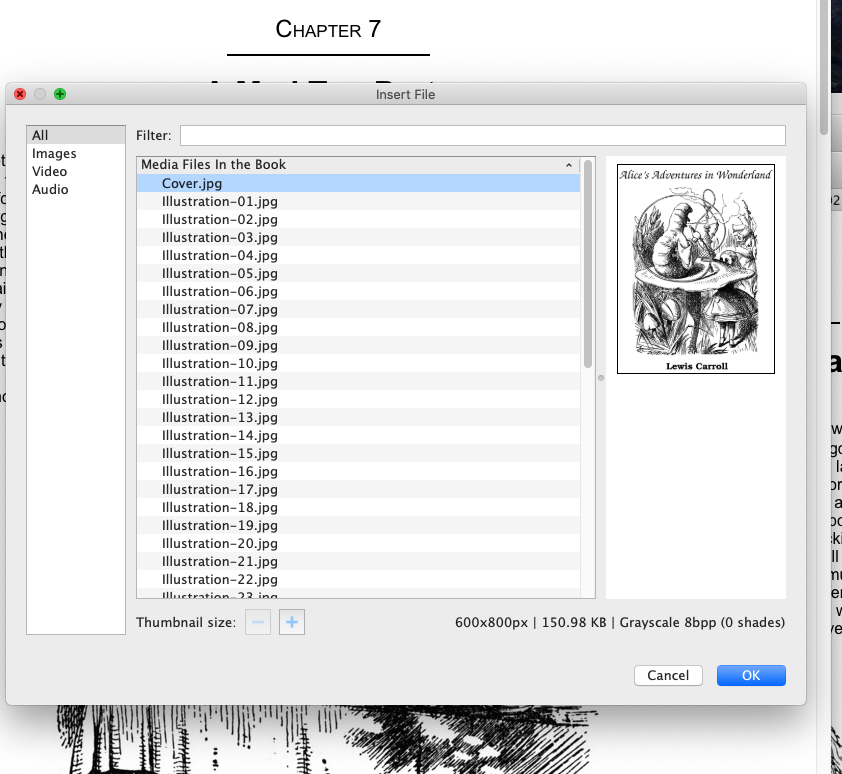 CHAPTER 7
Insert File
All
Images
Video
Audio
Filter:
Media Files In the Book
Cover.jpg
Illustration-01.jpg
Illustration-02.jpg
Illustration-03.jpg
Illustration-04.jpg
Illustration-05.jpg
Illustration-06.jpg
Illustration-07.jpg
Illustration-08.jpg
Illustration-09.jpg
Illustration-10.jpg
Illustration-11.jpg
Illustration-12.jpg
Illustration-13.jpg
Illustration-14.jpg
Illustration-15.jpg
Illustration-16.jpg
Illustration-17.jpg
Illustration-18.jpg
Illustration-19.jpg
Illustration-20.jpg
Illustration-21.jpg
Illustration-22.jpg
Illustration-23.jpg
Alice's Adventures in Wonderland
Lewis Carroll
Thumbnail size:
600x800px | 150.98 KB | Grayscale 8bpp (0 shades)
Cancel
OK